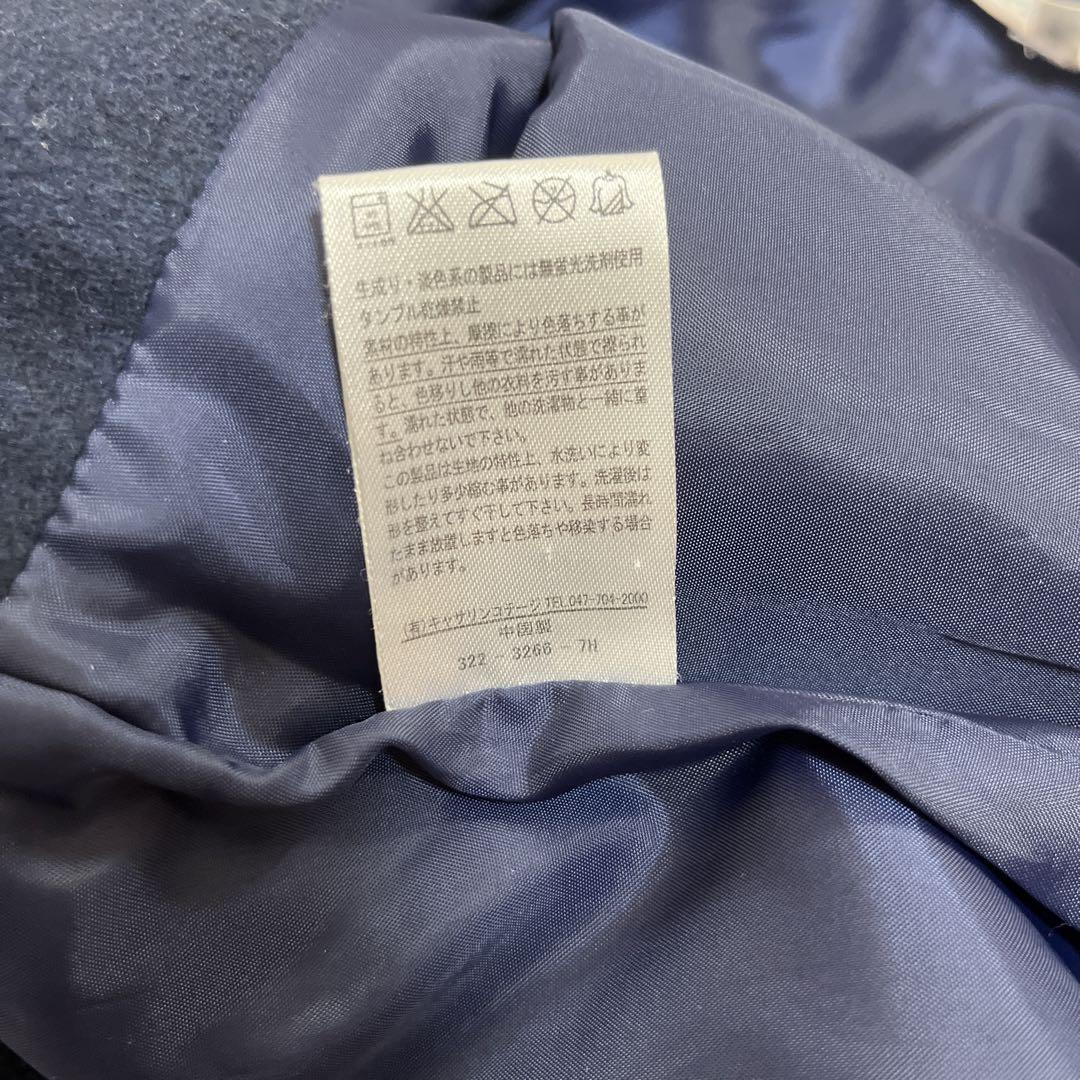 生成り・淡色系の製品には無蛍光洗剤使用
タンブル乾燥禁止
素材の特性上、摩擦により色落ちする事が
あります。汗や雨等で濡れた状態で擦られ
ると、色移りし他の衣料を汚す事がありま
す。濡れた状態で、他の洗濯物と一緒に重
ね合わせないで下さい。
この製品は生地の特性上、水洗いにより変
形したり多少縮む事があります。洗濯後は
形を整えてすぐ干して下さい。長時間濡れ
たまま放置しますと色落ちや移染する場合
があります。
(有)キャサリンコテージ TEL047-704-2000
中国製
322 - 3266 - 7H